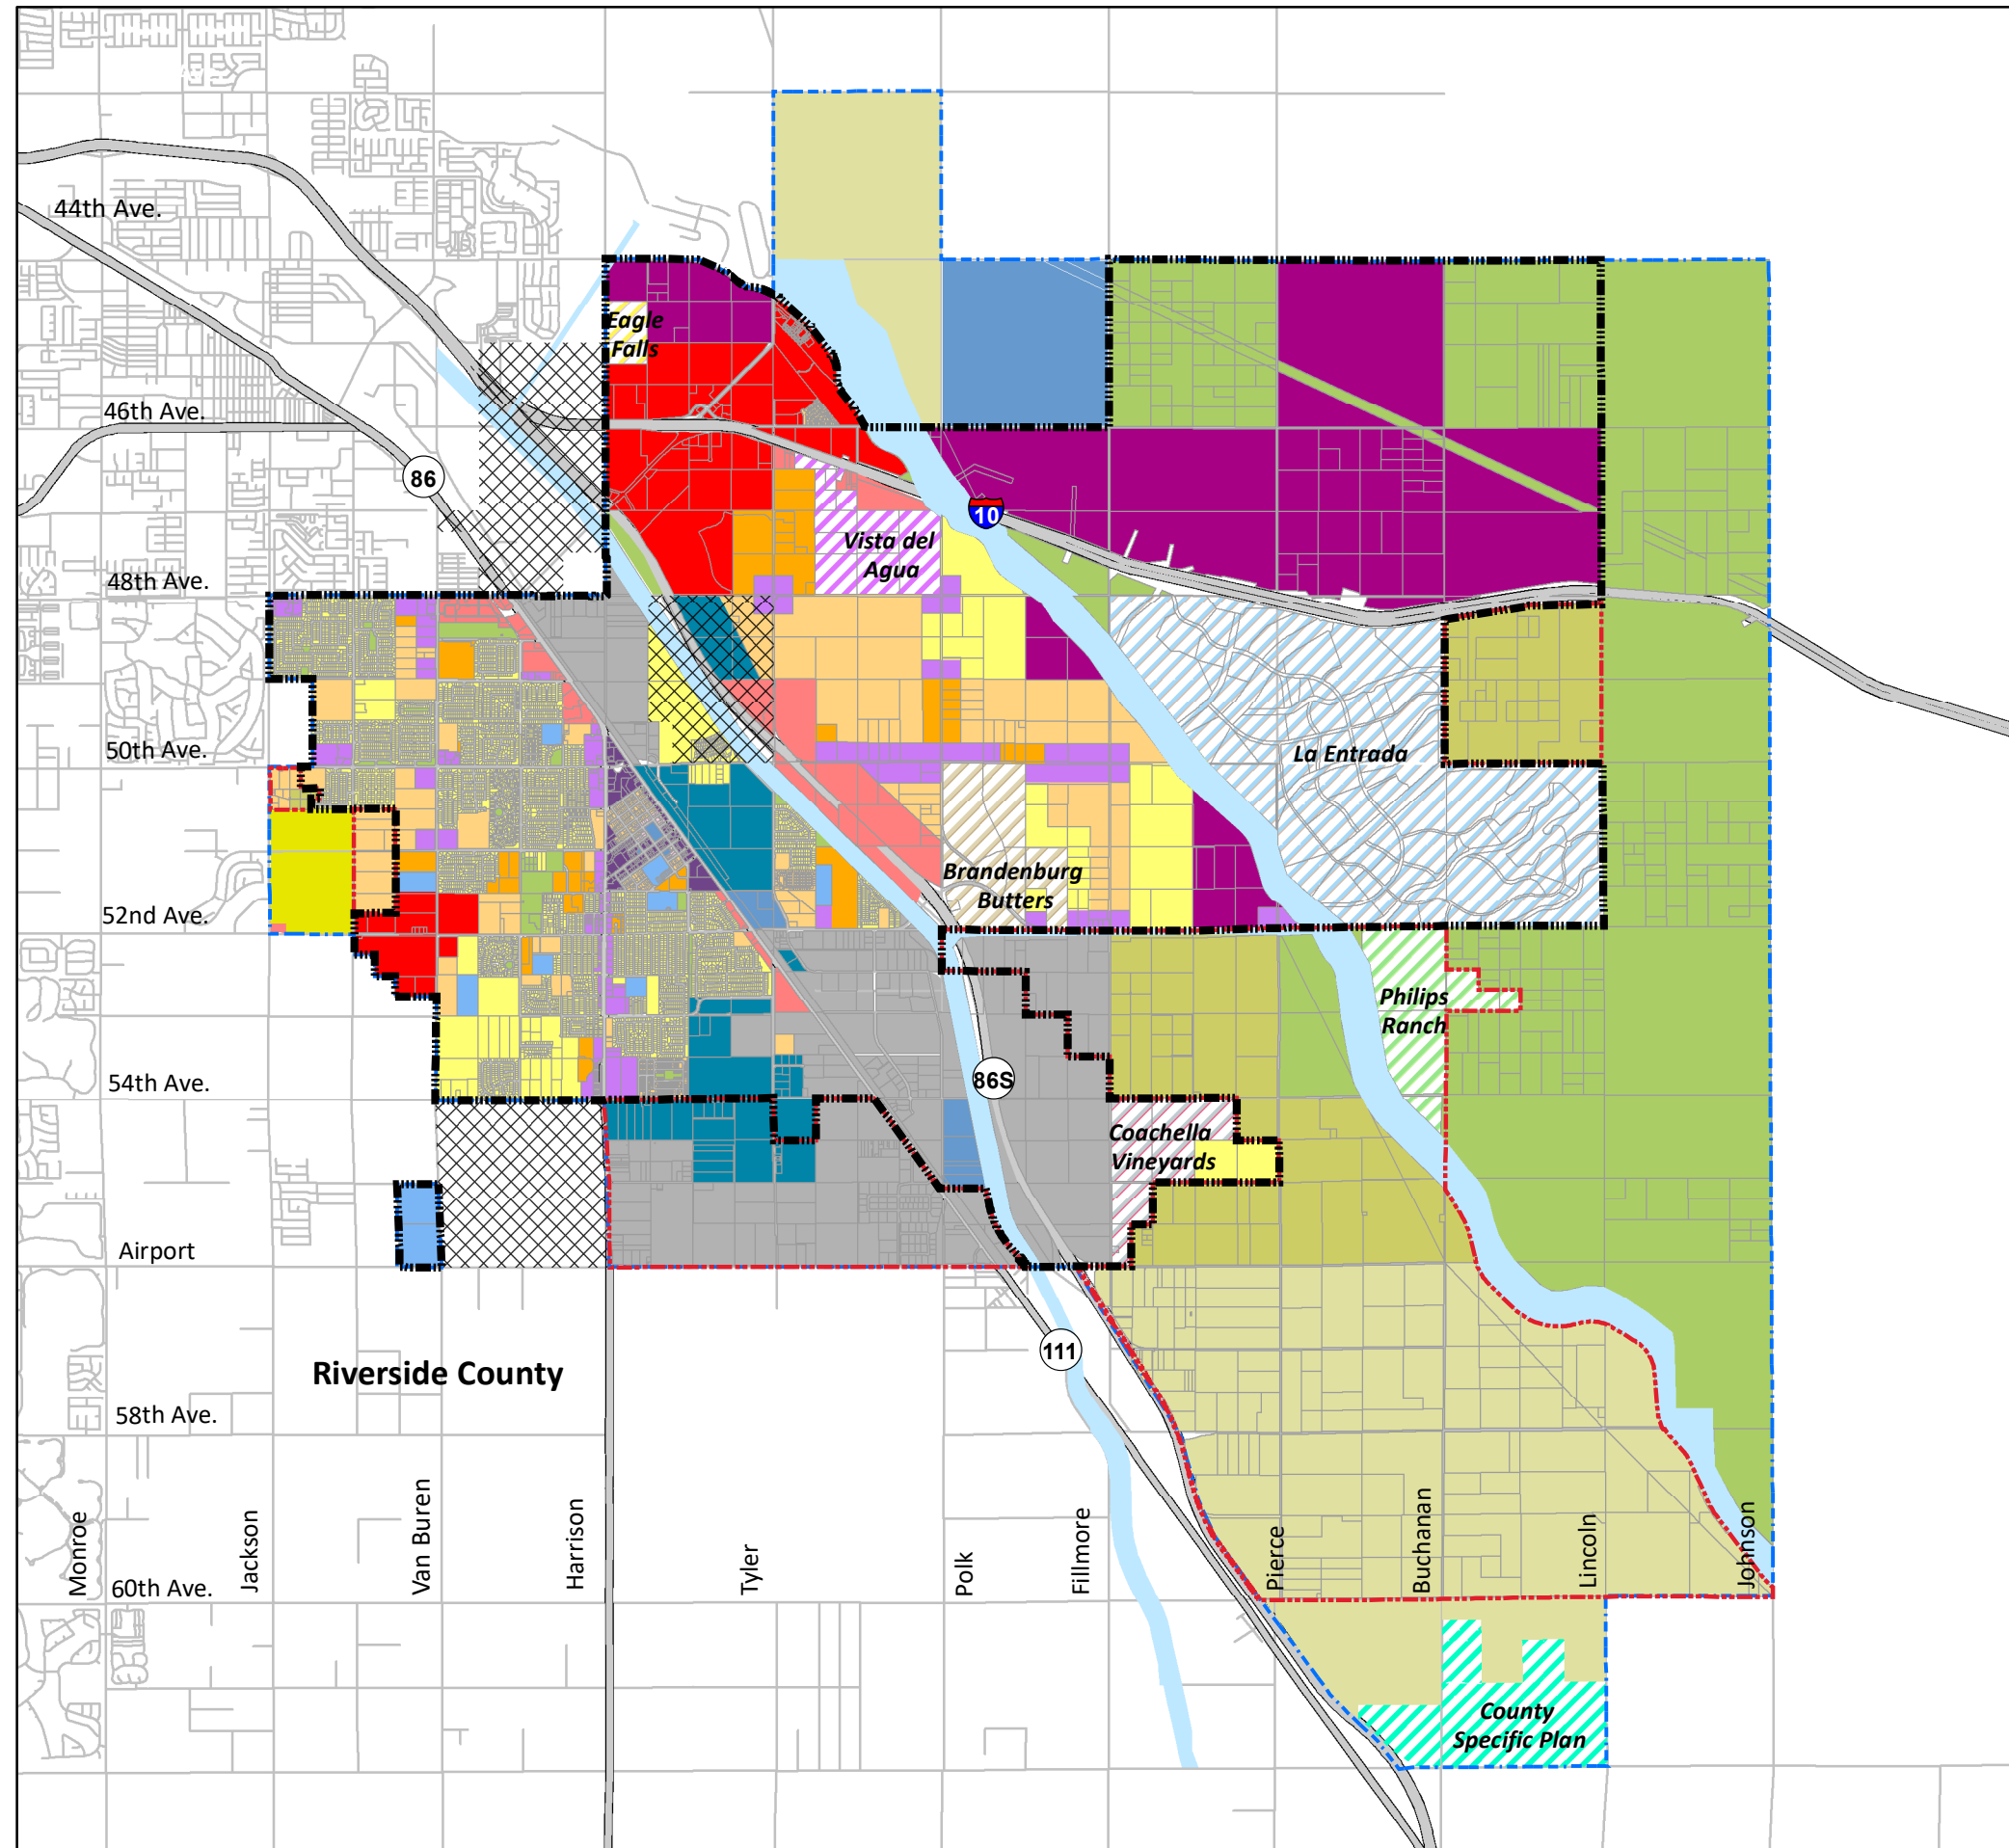 44th Ave.
Eagle
Falls
46th Ave.
86
10
Vista del
Agua
48th Ave.
50th Ave.
La Entrada
Brandenburg
Butters
52nd Ave.
Philips
Ranch
54th Ave.
86S
Coachella
Vineyards
Airport
111
Riverside County
58th Ave.
Monroe
Jackson
Van Buren
Harrison
Tyler
Polk
Fillmore
Pierce
Buchanan
Lincoln
Johnson
60th Ave.
County
Specific Plan